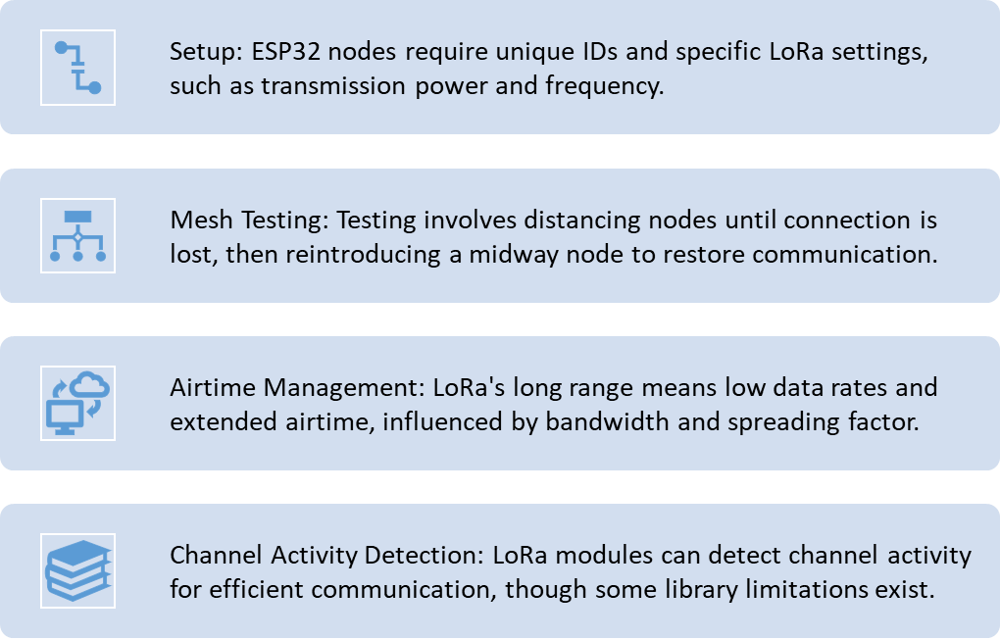 Setup: ESP32 nodes require unique IDs and specific LoRa settings,
such as transmission power and frequency.
Mesh Testing: Testing involves distancing nodes until connection is
lost, then reintroducing a midway node to restore communication.
Airtime Management: LoRa's long range means low data rates and
extended airtime, influenced by bandwidth and spreading factor.
Channel Activity Detection: LoRa modules can detect channel activity
for efficient communication, though some library limitations exist.